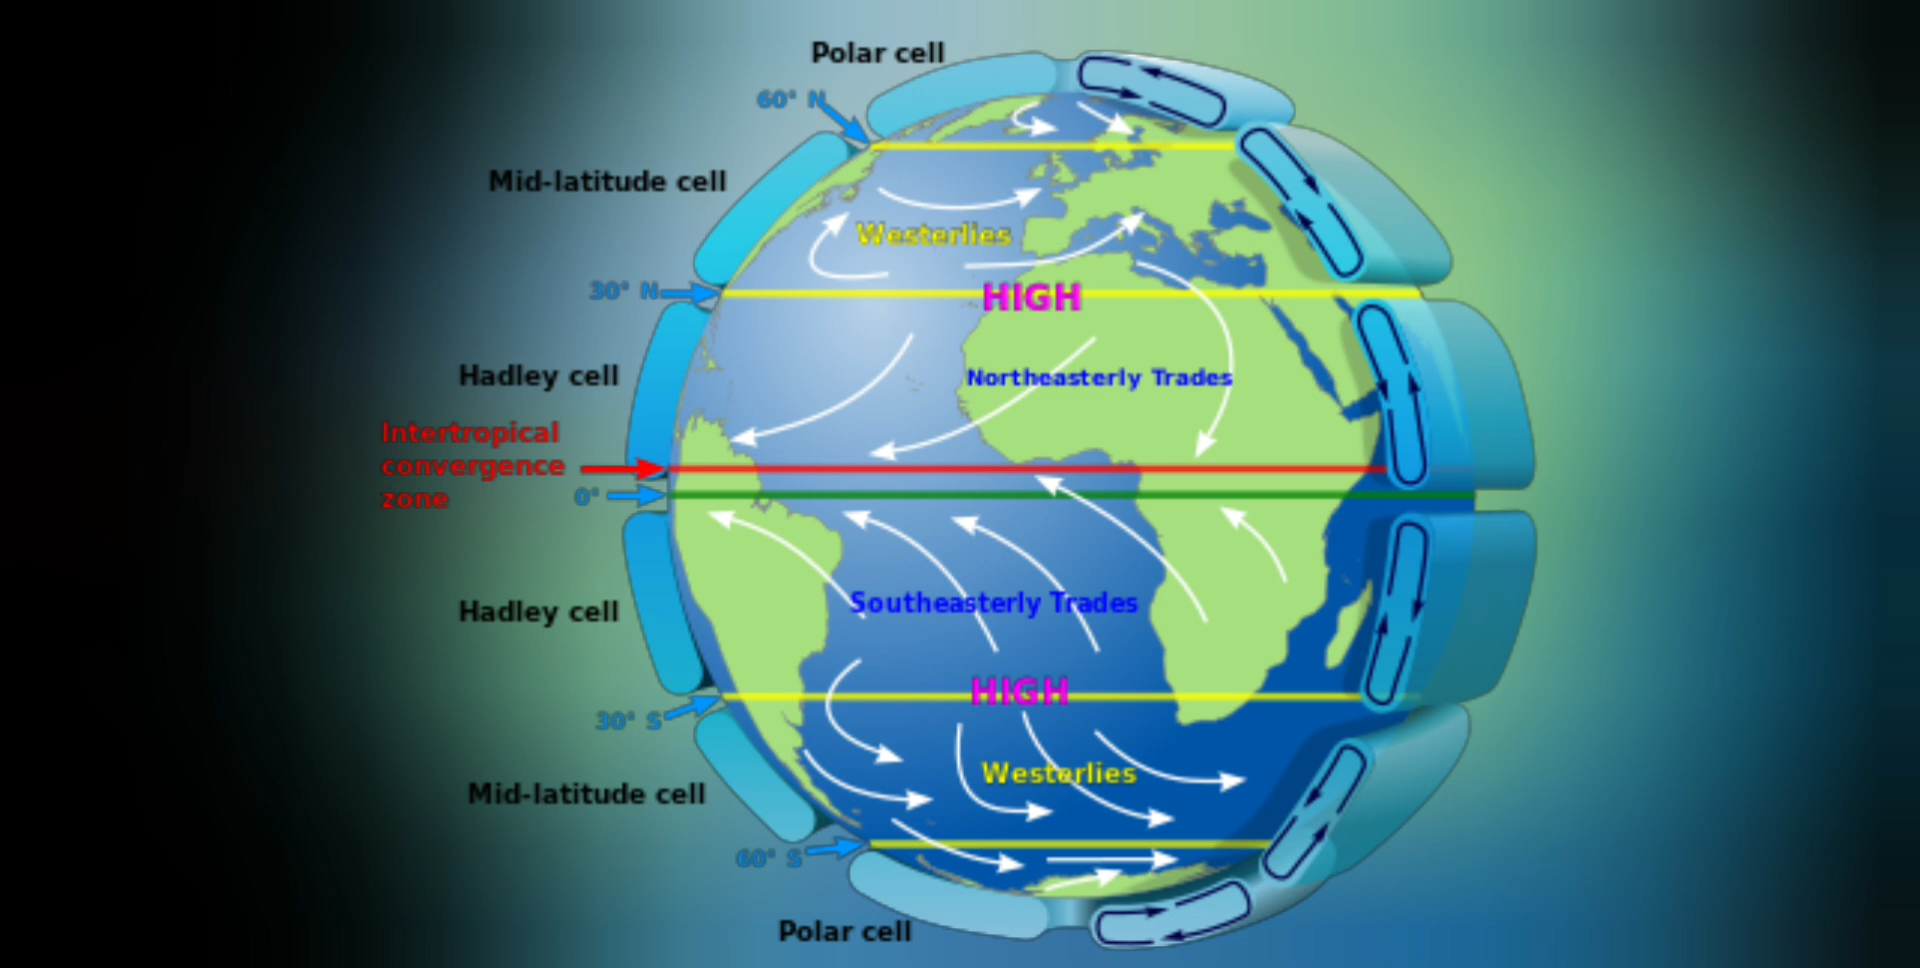 Polar cell
60° N
Mid-latitude cell
Westerlies
30° N
HIGH
Hadley cell
Northeasterly Trades
Intertropical
convergence
zone
0°
Hadley cell
Southeasterly Trades
HIGH
30° S
Westerlies
Mid-latitude cell
60° S
Polar cell